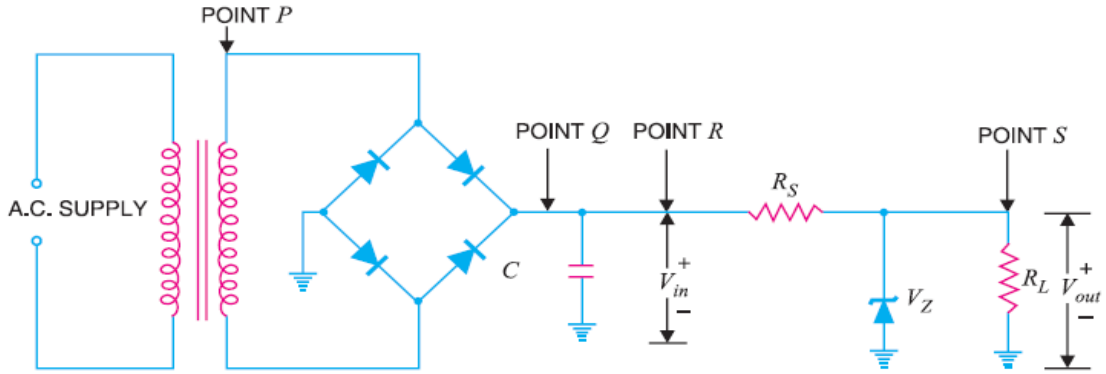 POINT P
POINT Q
POINT R
POINT S
A.C. SUPPLY
R_S
C
+
V_in
−
V_Z
R_L
+
V_out
−